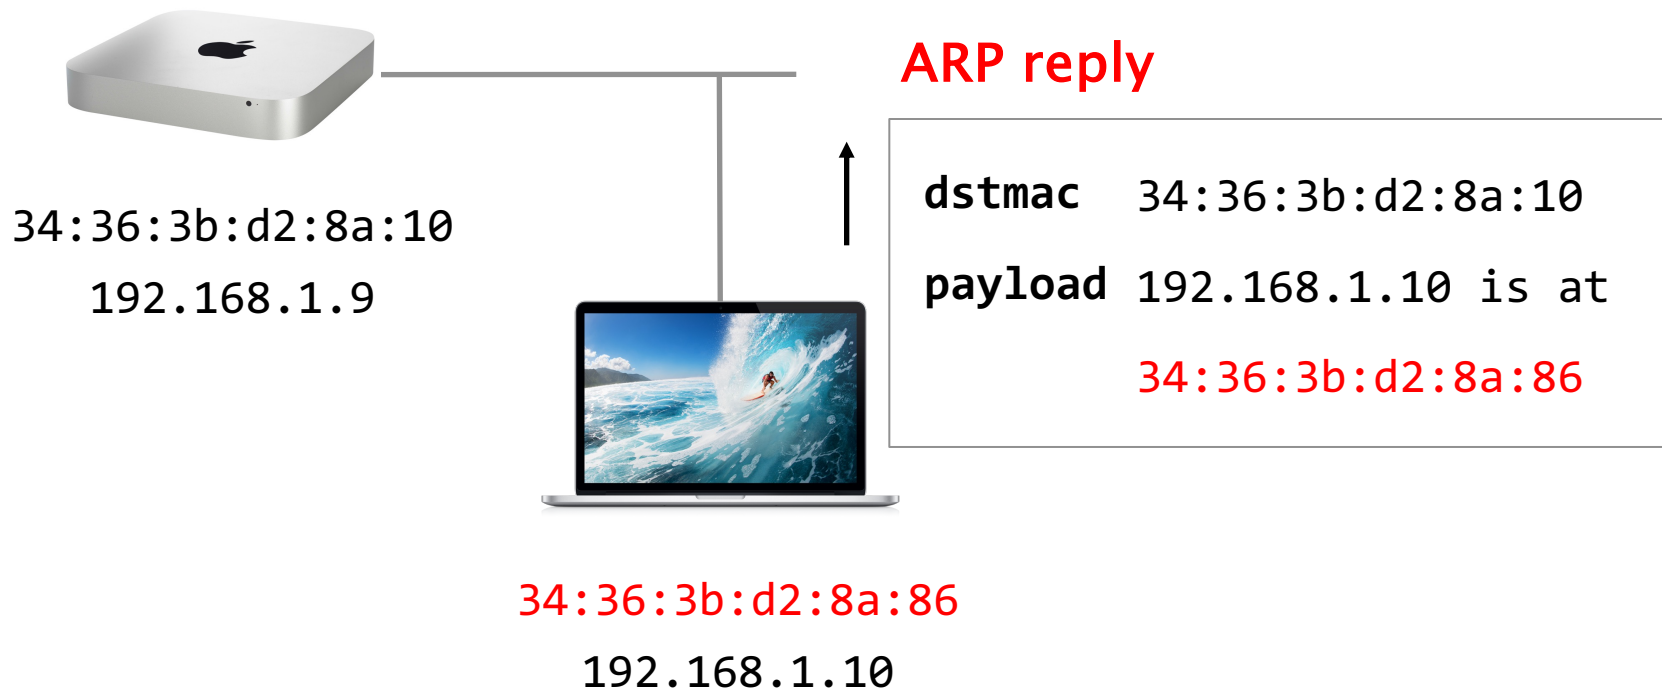 ARP reply
dstmac 34:36:3b:d2:8a:10
payload 192.168.1.10 is at
34:36:3b:d2:8a:86
34:36:3b:d2:8a:10
192.168.1.9
34:36:3b:d2:8a:86
192.168.1.10